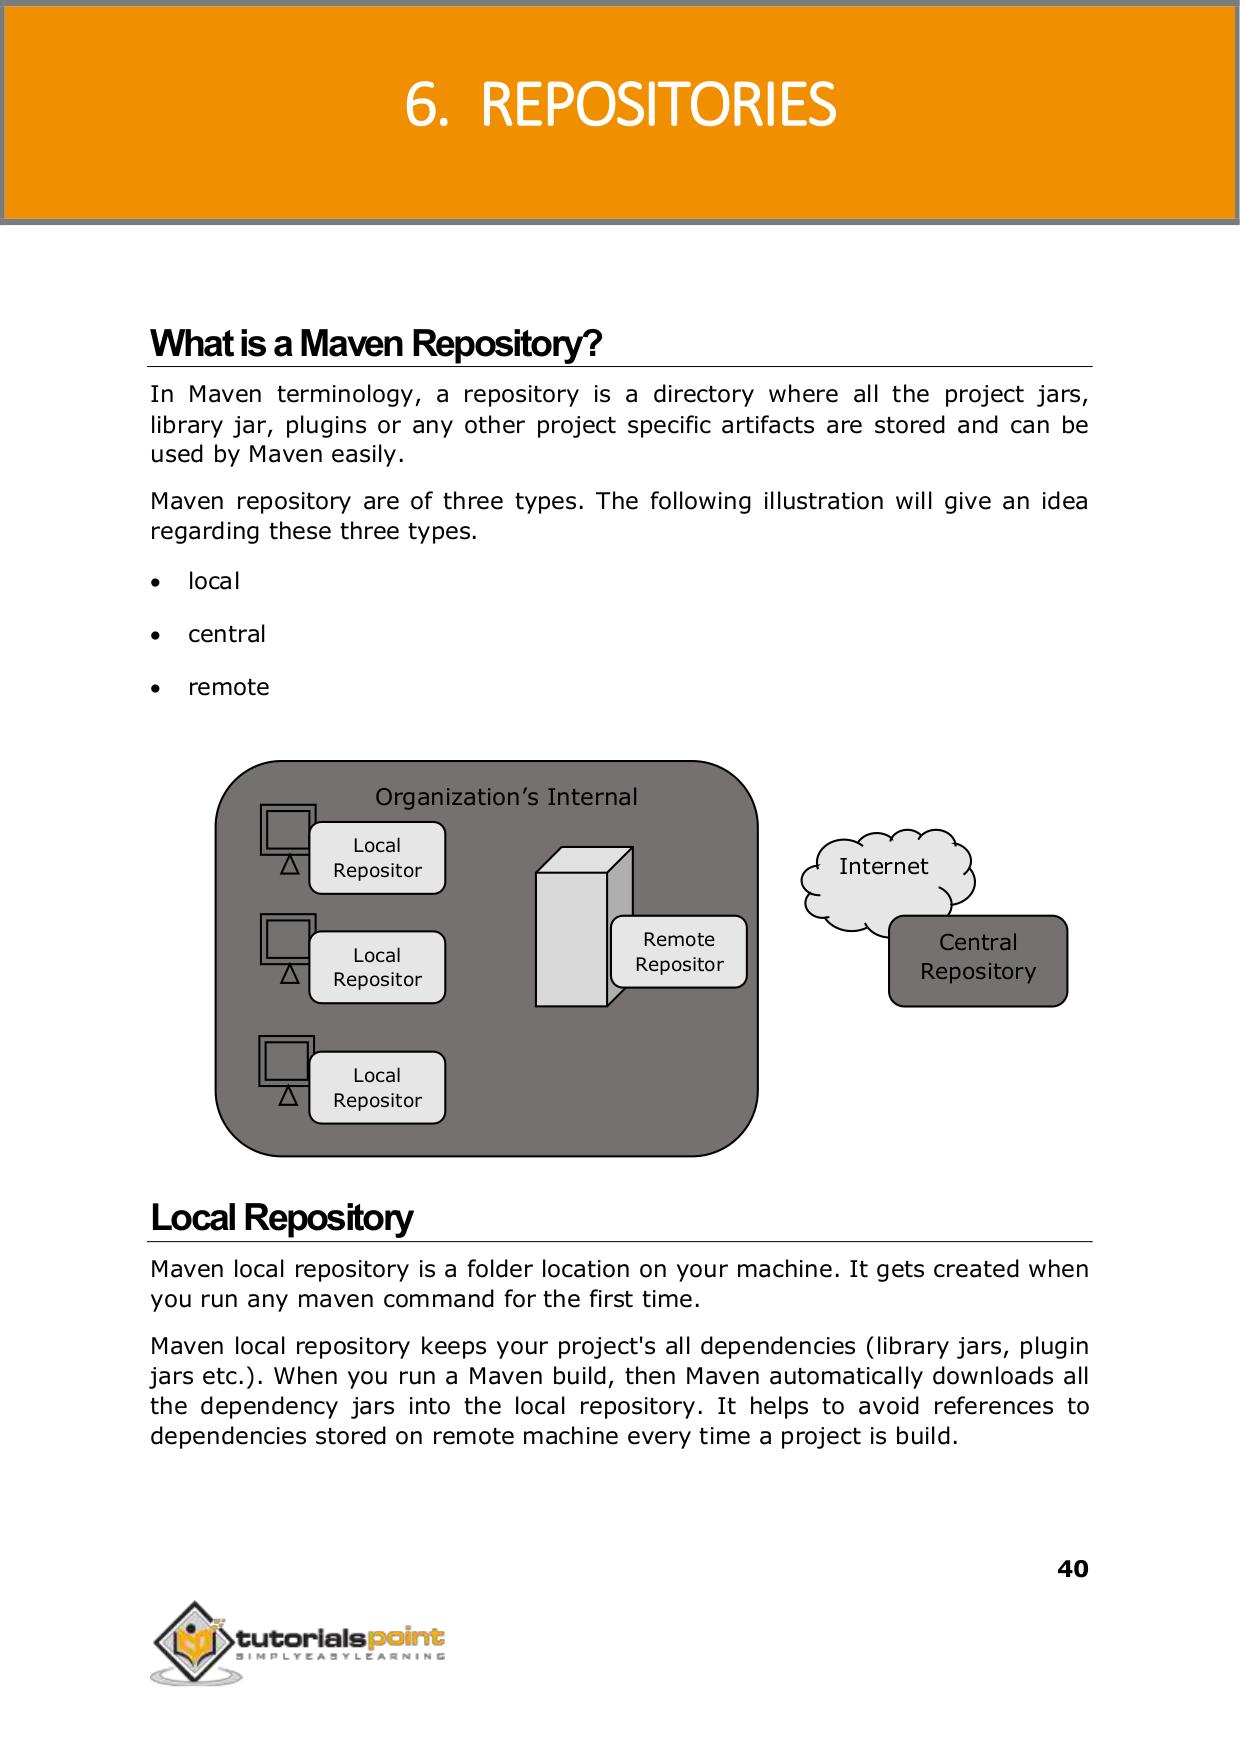 6. REPOSITORIES
What is a Maven Repository?
In Maven terminology, a repository is a directory where all the project jars,
library jar, plugins or any other project specific artifacts are stored and can be
used by Maven easily.
Maven repository are of three types. The following illustration will give an idea
regarding these three types.
• local
• central
• remote
Organization’s Internal
Local
Repositor
Local
Repositor
Local
Repositor
Remote
Repositor
Internet
Central
Repository
Local Repository
Maven local repository is a folder location on your machine. It gets created when
you run any maven command for the first time.
Maven local repository keeps your project's all dependencies (library jars, plugin
jars etc.). When you run a Maven build, then Maven automatically downloads all
the dependency jars into the local repository. It helps to avoid references to
dependencies stored on remote machine every time a project is build.
40
tutorialspoint
SIMPLYEASYLEARNING